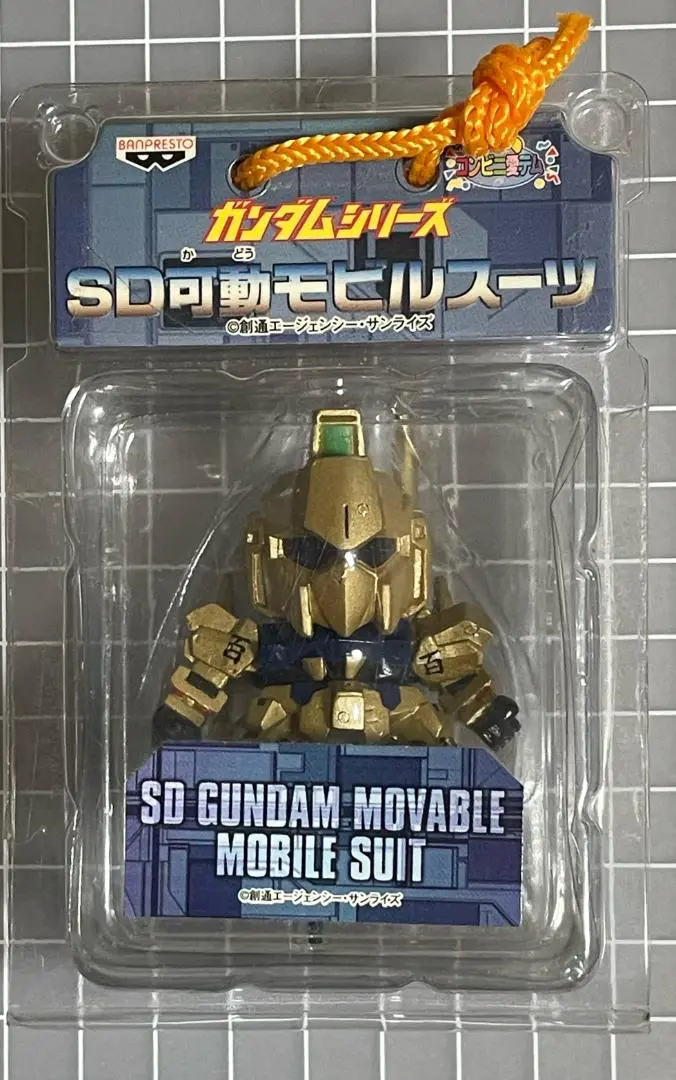 BANPRESTO
コンビニ愛テム
ガンダムシリーズ
か どう
SD可動モビルスーツ
©創通エージェンシー・サンライズ
百
百
SD GUNDAM MOVABLE
MOBILE SUIT
©創通エージェンシー・サンライズ